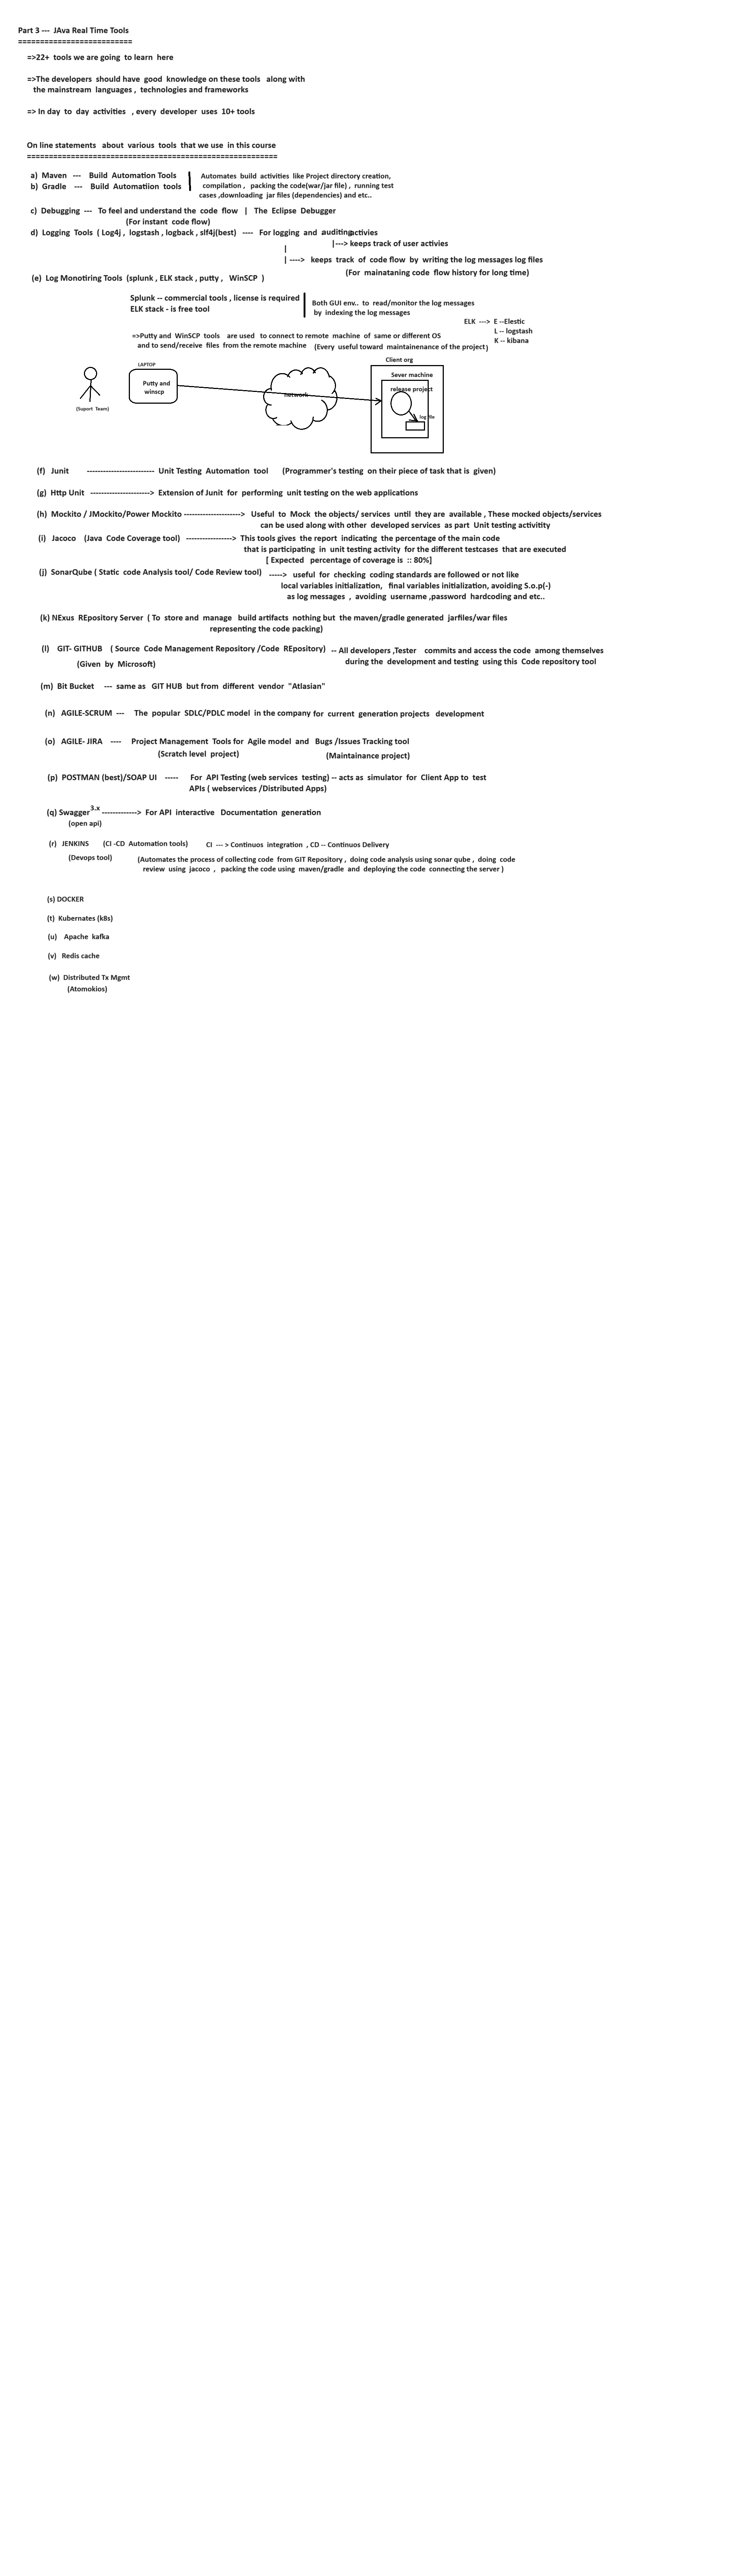 Part 3 --- JAva Real Time Tools
==========================
=>22+ tools we are going to learn here
=>The developers should have good knowledge on these tools along with
the mainstream languages , technologies and frameworks
=> In day to day activities , every developer uses 10+ tools
On line statements about various tools that we use in this course
=========================================================
a) Maven --- Build Automation Tools
b) Gradle --- Build Automatiion tools
Automates build activities like Project directory creation,
compilation , packing the code(war/jar file) , running test
cases ,downloading jar files (dependencies) and etc..
c) Debugging --- To feel and understand the code flow | The Eclipse Debugger
(For instant code flow)
d) Logging Tools ( Log4j , logstash , logback , slf4j(best) ---- For logging and auditing activies
|---> keeps track of user activies
|
| ----> keeps track of code flow by writing the log messages log files
(For mainataning code flow history for long time)
(e) Log Monotiring Tools (splunk , ELK stack , putty , WinSCP )
Splunk -- commercial tools , license is required
ELK stack - is free tool
Both GUI env.. to read/monitor the log messages
by indexing the log messages
ELK ---> E --Elestic
L -- logstash
K -- kibana
=>Putty and WinSCP tools are used to connect to remote machine of same or different OS
and to send/receive files from the remote machine (Every useful toward maintainenance of the project)
Client org
LAPTOP
Sever machine
Putty and
winscp
release project
network
log file
(Suport Team)
(f) Junit ------------------------- Unit Testing Automation tool (Programmer's testing on their piece of task that is given)
(g) Http Unit ----------------------> Extension of Junit for performing unit testing on the web applications
(h) Mockito / JMockito/Power Mockito ---------------------> Useful to Mock the objects/ services until they are available , These mocked objects/services
can be used along with other developed services as part Unit testing activitity
(i) Jacoco (Java Code Coverage tool) -----------------> This tools gives the report indicating the percentage of the main code
that is participating in unit testing activity for the different testcases that are executed
[ Expected percentage of coverage is :: 80%]
(j) SonarQube ( Static code Analysis tool/ Code Review tool) -----> useful for checking coding standards are followed or not like
local variables initialization, final variables initialization, avoiding S.o.p(-)
as log messages , avoiding username ,password hardcoding and etc..
(k) NExus REpository Server ( To store and manage build artifacts nothing but the maven/gradle generated jarfiles/war files
representing the code packing)
(l) GIT- GITHUB ( Source Code Management Repository /Code REpository) -- All developers ,Tester commits and access the code among themselves
(Given by Microsoft) during the development and testing using this Code repository tool
(m) Bit Bucket --- same as GIT HUB but from different vendor "Atlasian"
(n) AGILE-SCRUM --- The popular SDLC/PDLC model in the company for current generation projects development
(o) AGILE- JIRA ---- Project Management Tools for Agile model and Bugs /Issues Tracking tool
(Scratch level project) (Maintainance project)
(p) POSTMAN (best)/SOAP UI ----- For API Testing (web services testing) -- acts as simulator for Client App to test
APIs ( webservices /Distributed Apps)
(q) Swagger 3.x -------------> For API interactive Documentation generation
(open api)
(r) JENKINS (CI -CD Automation tools) CI --- > Continuos integration , CD -- Continuos Delivery
(Devops tool) (Automates the process of collecting code from GIT Repository , doing code analysis using sonar qube , doing code
review using jacoco , packing the code using maven/gradle and deploying the code connecting the server )
(s) DOCKER
(t) Kubernates (k8s)
(u) Apache kafka
(v) Redis cache
(w) Distributed Tx Mgmt
(Atomokios)